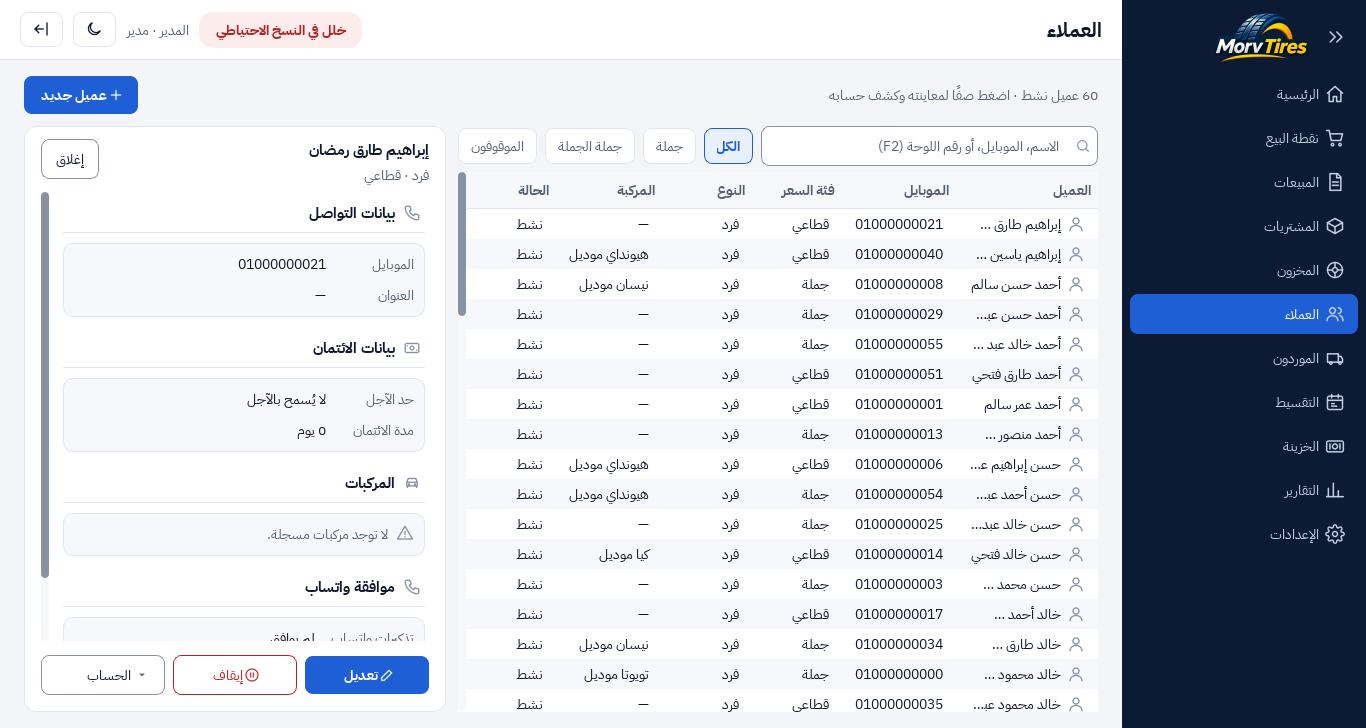 MorvTires
الرئيسية
نقطة البيع
المبيعات
المشتريات
المخزون
العملاء
الموردون
التقسيط
الخزينة
التقارير
الإعدادات
العملاء
خلل في النسخ الاحتياطي
المدير · مدير
60 عميل نشط · اضغط صفًا لمعاينته وكشف حسابه
عميل جديد
الاسم، الموبايل، أو رقم اللوحة (F2)
الكل
جملة
جملة الجملة
الموقوفون
العميل الموبايل فئة السعر النوع المركبة الحالة
إبراهيم طارق ... 01000000021 قطاعي فرد — نشط
إبراهيم ياسين ... 01000000040 قطاعي فرد هيونداي موديل نشط
أحمد حسن سالم 01000000008 جملة فرد نيسان موديل نشط
أحمد حسن عبـ... 01000000029 جملة فرد — نشط
أحمد خالد عبد ... 01000000055 جملة فرد — نشط
أحمد طارق فتحي 01000000051 قطاعي فرد — نشط
أحمد عمر سالم 01000000001 قطاعي فرد — نشط
أحمد منصور ... 01000000013 جملة فرد — نشط
حسن إبراهيم عـ... 01000000006 قطاعي فرد هيونداي موديل نشط
حسن أحمد عبـ... 01000000054 جملة فرد هيونداي موديل نشط
حسن خالد عبد... 01000000025 جملة فرد — نشط
حسن خالد فتحي 01000000014 قطاعي فرد كيا موديل نشط
حسن محمد ... 01000000003 جملة فرد — نشط
خالد أحمد ... 01000000017 قطاعي فرد — نشط
خالد طارق ... 01000000034 جملة فرد نيسان موديل نشط
خالد محمود ... 01000000000 جملة فرد تويوتا موديل نشط
خالد محمود عبـ... 01000000035 قطاعي فرد — نشط
إبراهيم طارق رمضان
فرد · قطاعي
إغلاق
بيانات التواصل
الموبايل 01000000021
العنوان —
بيانات الائتمان
حد الآجل لا يُسمح بالآجل
مدة الائتمان 0 يوم
المركبات
لا توجد مركبات مسجلة.
موافقة واتساب
تذكيرات واتساب لم يوافق
تعديل
إيقاف
الحساب